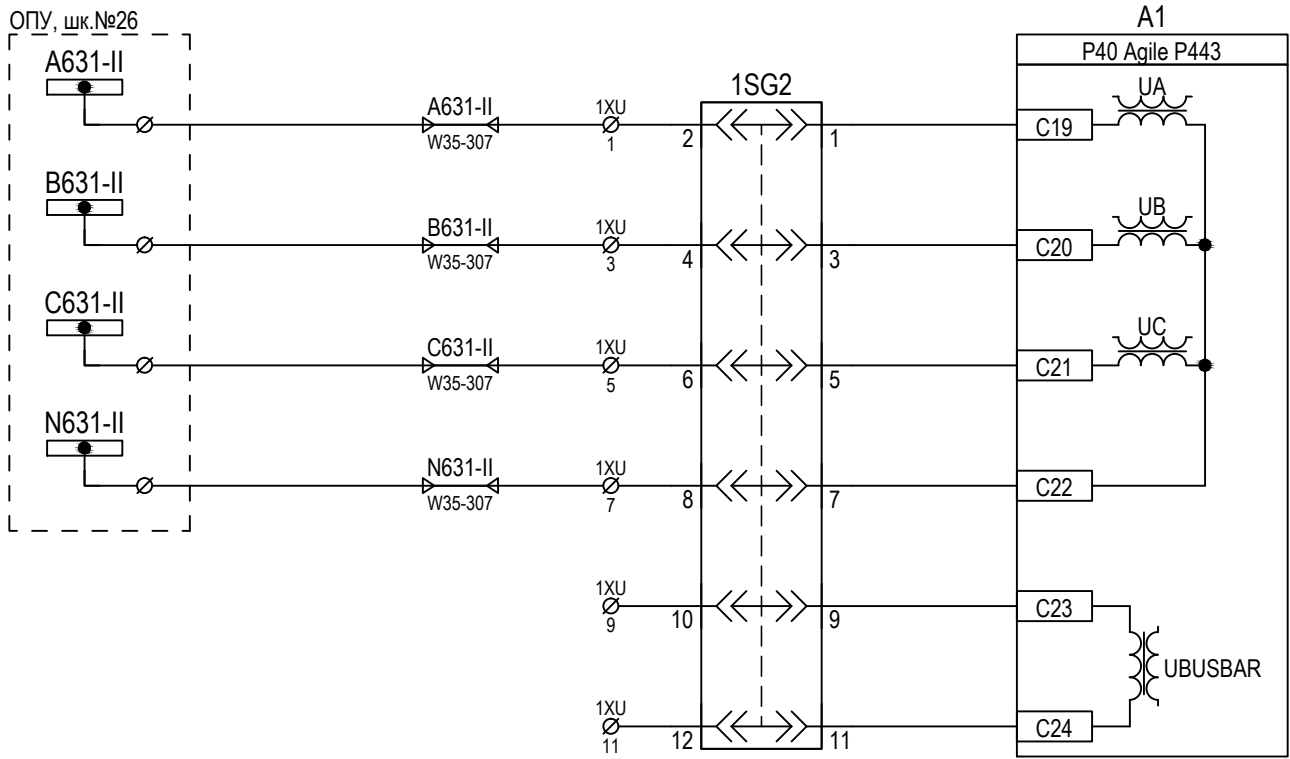 ОПУ, шк.№26
A1
P40 Agile P443
A631-II
1SG2
UA
A631-II
W35-307
1XU
1
2
1
C19
B631-II
UB
B631-II
W35-307
1XU
3
4
3
C20
C631-II
UC
C631-II
W35-307
1XU
5
6
5
C21
N631-II
N631-II
W35-307
1XU
7
8
7
C22
1XU
9
10
9
C23
UBUSBAR
1XU
11
12
11
C24